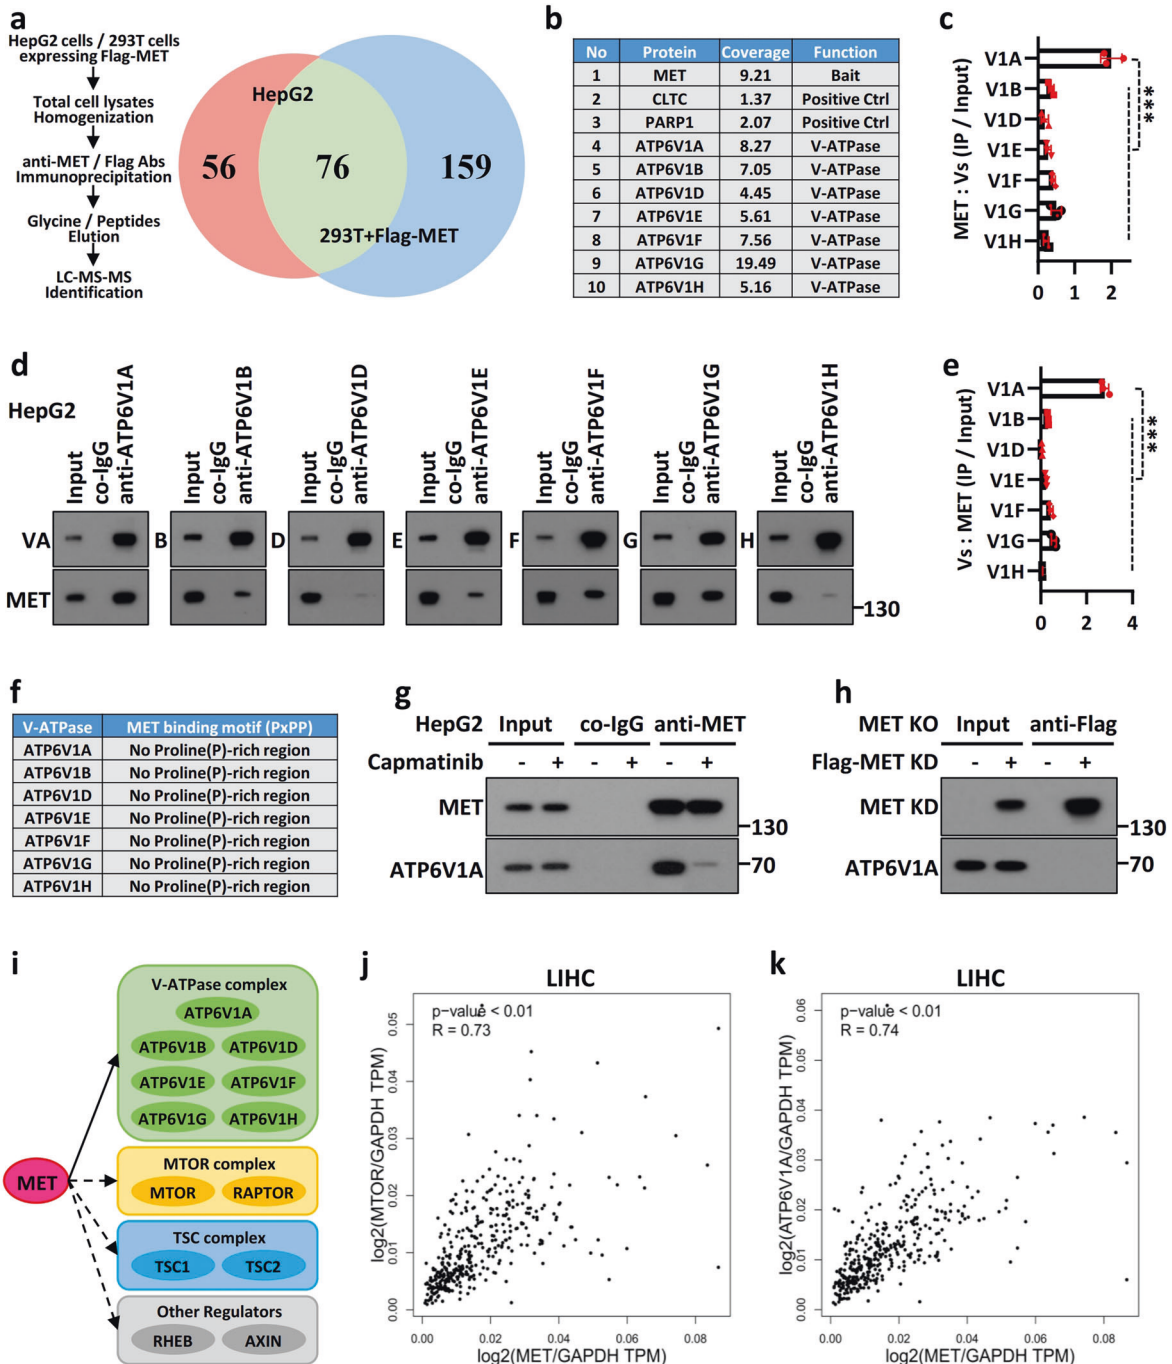 a
HepG2 cells / 293T cells
expressing Flag-MET
Total cell lysates
Homogenization
anti-MET / Flag Abs
Immunoprecipitation
Glycine / Peptides
Elution
LC-MS-MS
Identification
HepG2
56
76
159
293T+Flag-MET
b
No Protein Coverage Function
1 MET 9.21 Bait
2 CLTC 1.37 Positive Ctrl
3 PARP1 2.07 Positive Ctrl
4 ATP6V1A 8.27 V-ATPase
5 ATP6V1B 7.05 V-ATPase
6 ATP6V1D 4.45 V-ATPase
7 ATP6V1E 5.61 V-ATPase
8 ATP6V1F 7.56 V-ATPase
9 ATP6V1G 19.49 V-ATPase
10 ATP6V1H 5.16 V-ATPase
c
MET : Vs (IP / Input)
V1A
V1B
V1D
V1E
V1F
V1G
V1H
***
0 1 2
d
HepG2
Input co-IgG anti-ATP6V1A
Input co-IgG anti-ATP6V1B
Input co-IgG anti-ATP6V1D
Input co-IgG anti-ATP6V1E
Input co-IgG anti-ATP6V1F
Input co-IgG anti-ATP6V1G
Input co-IgG anti-ATP6V1H
VA B D E F G H
MET
130
e
Vs : MET (IP / Input)
V1A
V1B
V1D
V1E
V1F
V1G
V1H
***
0 2 4
f
V-ATPase MET binding motif (PxPP)
ATP6V1A No Proline(P)-rich region
ATP6V1B No Proline(P)-rich region
ATP6V1D No Proline(P)-rich region
ATP6V1E No Proline(P)-rich region
ATP6V1F No Proline(P)-rich region
ATP6V1G No Proline(P)-rich region
ATP6V1H No Proline(P)-rich region
g
HepG2 Input co-IgG anti-MET
Capmatinib - + - + - +
MET
130
ATP6V1A
70
h
MET KO Input anti-Flag
Flag-MET KD - + - +
MET KD
130
ATP6V1A
70
i
MET
V-ATPase complex
ATP6V1A
ATP6V1B ATP6V1D
ATP6V1E ATP6V1F
ATP6V1G ATP6V1H
MTOR complex
MTOR RAPTOR
TSC complex
TSC1 TSC2
Other Regulators
RHEB AXIN
j
LIHC
p-value < 0.01
R = 0.73
log2(MTOR/GAPDH TPM)
0.05
0.04
0.03
0.02
0.01
0.00
0.00 0.02 0.04 0.06 0.08
log2(MET/GAPDH TPM)
k
LIHC
p-value < 0.01
R = 0.74
log2(ATP6V1A/GAPDH TPM)
0.06
0.05
0.04
0.03
0.02
0.01
0.00
0.00 0.02 0.04 0.06 0.08
log2(MET/GAPDH TPM)